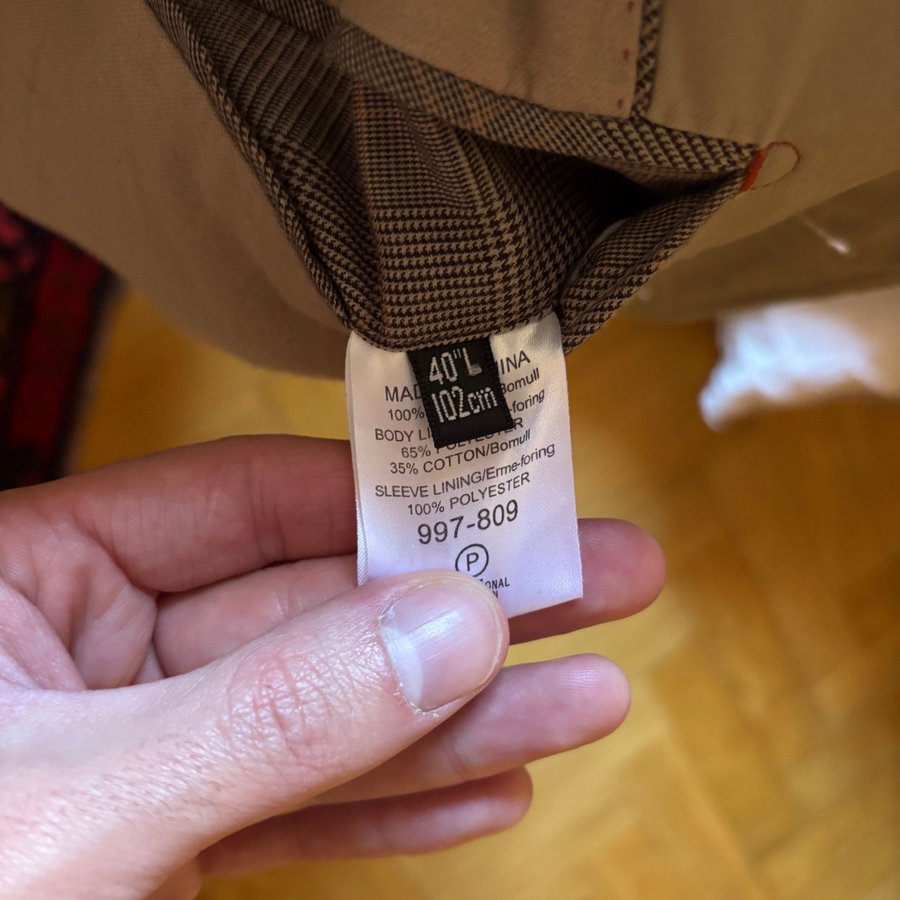 40"L
102cm
MAD INA
100% Bomull
BODY LI -foring
65% POLYESTER
35% COTTON/Bomull
SLEEVE LINING/Erme-foring
100% POLYESTER
997-809
P
ONAL
N